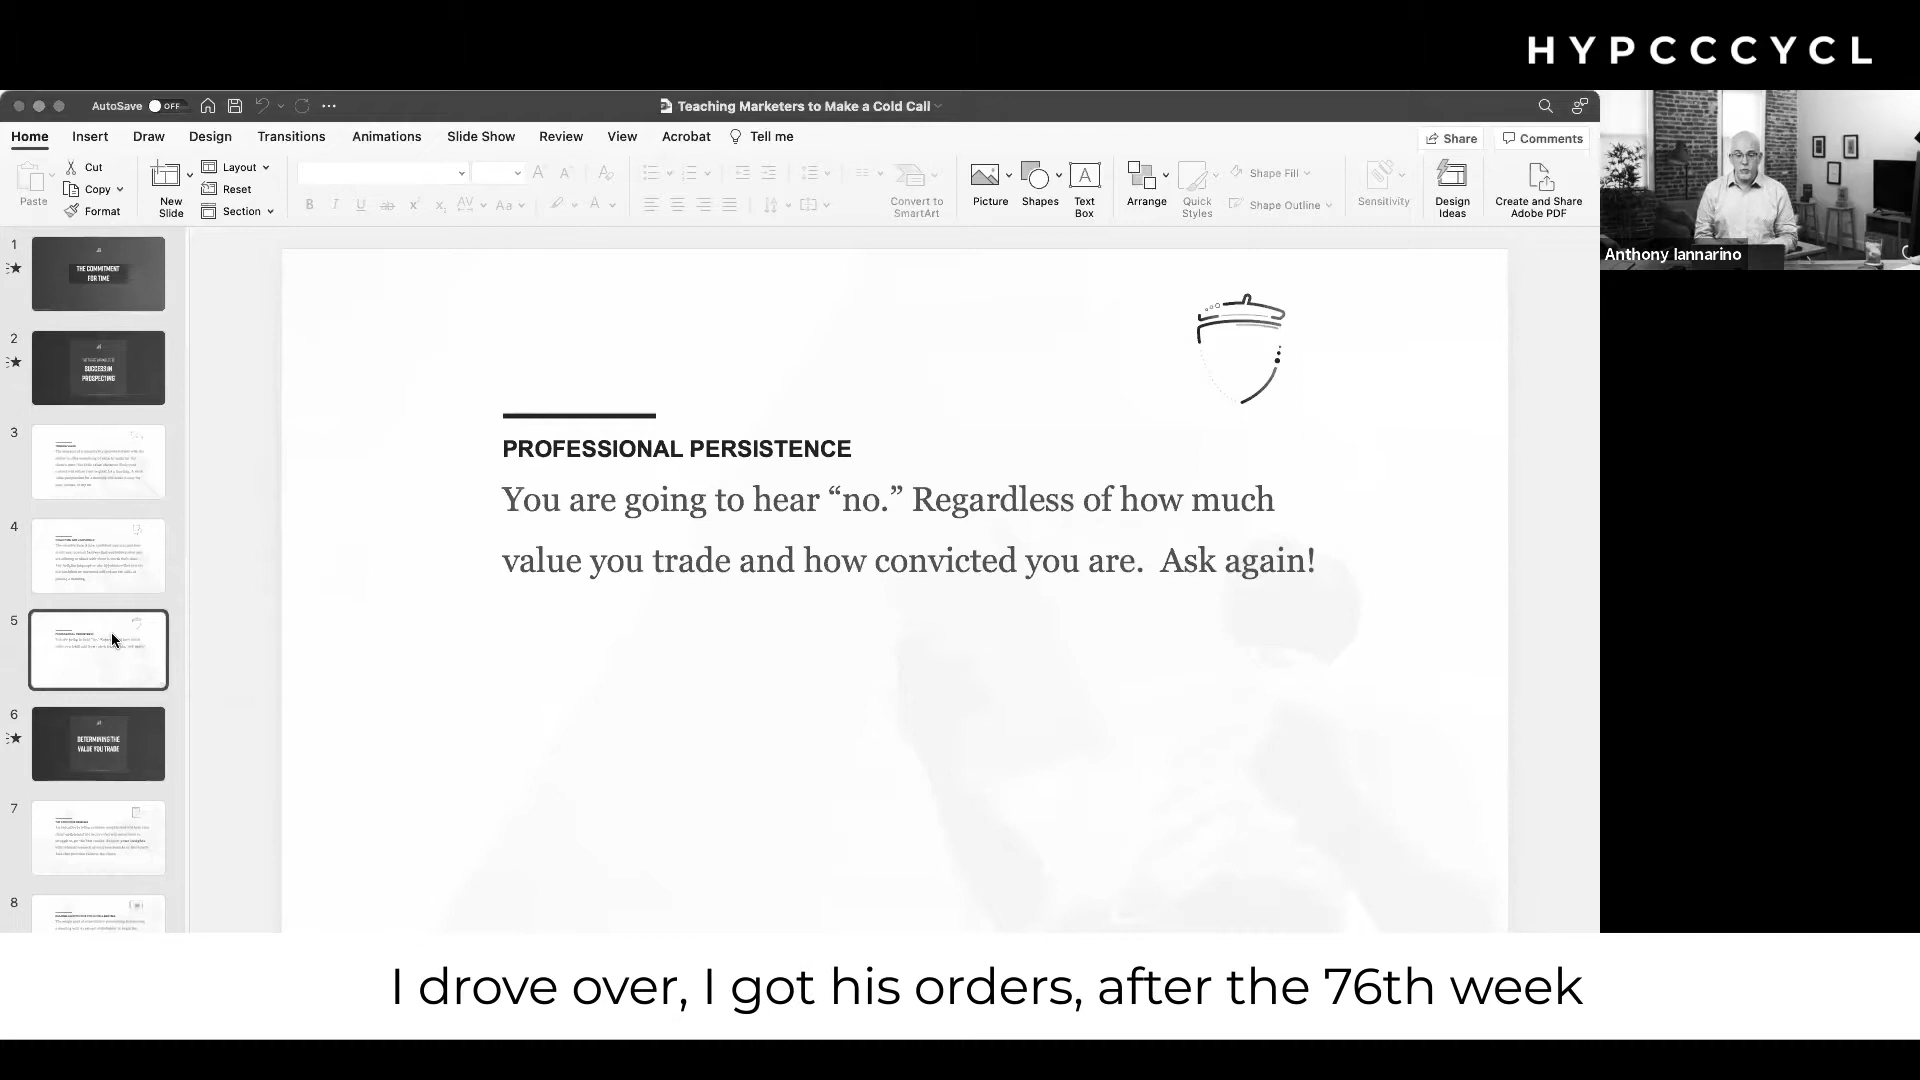 HYPCCCYCL
AutoSave OFF
Teaching Marketers to Make a Cold Call
Home Insert Draw Design Transitions Animations Slide Show Review View Acrobat Tell me
Share Comments
Paste
Cut
Copy
Format
New
Slide
Layout
Reset
Section
Convert to
SmartArt
Picture
Shapes
Text
Box
Arrange
Quick
Styles
Shape Fill
Shape Outline
Sensitivity
Design
Ideas
Create and Share
Adobe PDF
Anthony Iannarino
1
THE COMMITMENT
FOR TIME
2
SUCCESS IN
PROSPECTING
3
4
5
6
DETERMINING THE
VALUE YOU TRADE
7
8
PROFESSIONAL PERSISTENCE
You are going to hear “no.” Regardless of how much
value you trade and how convicted you are.  Ask again!
I drove over, I got his orders, after the 76th week